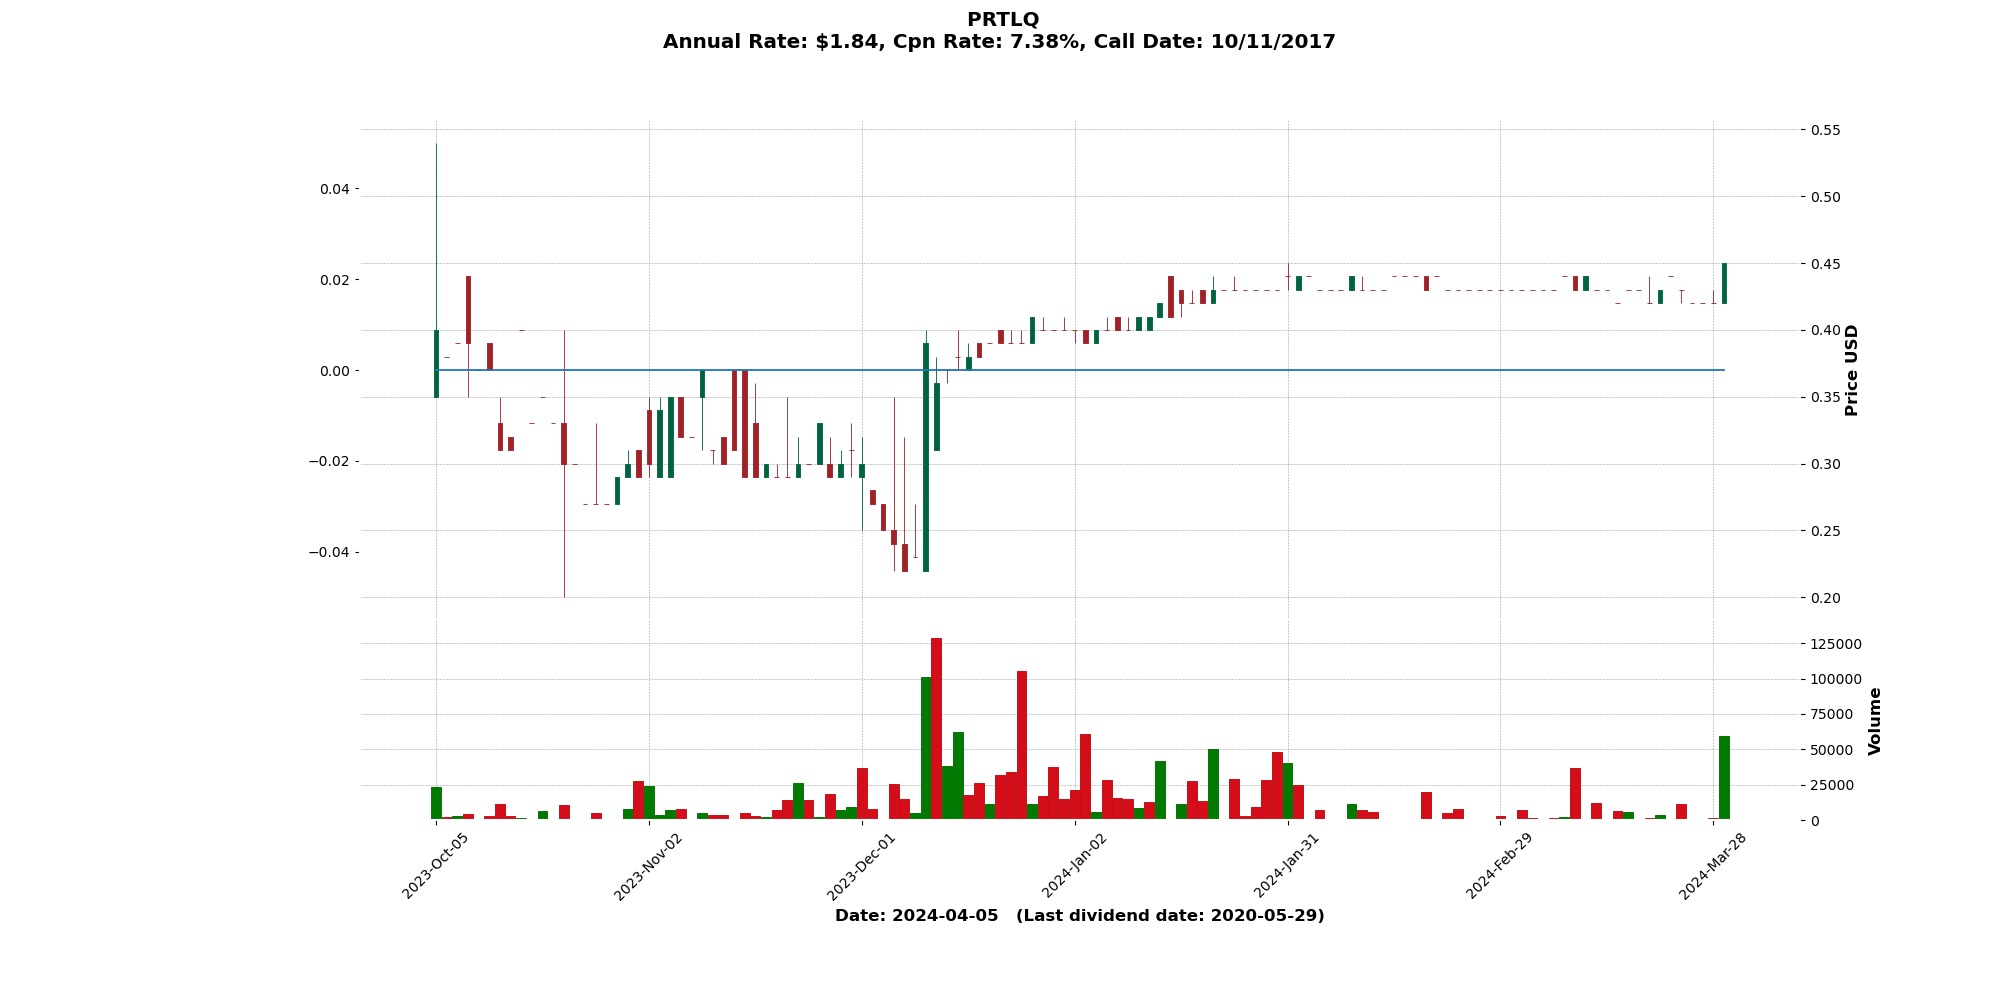 PRTLQ
Annual Rate: $1.84, Cpn Rate: 7.38%, Call Date: 10/11/2017
0.04
0.02
0.00
−0.02
−0.04
0.55
0.50
0.45
0.40
0.35
0.30
0.25
0.20
Price USD
125000
100000
75000
50000
25000
0
Volume
2023-Oct-05
2023-Nov-02
2023-Dec-01
2024-Jan-02
2024-Jan-31
2024-Feb-29
2024-Mar-28
Date: 2024-04-05   (Last dividend date: 2020-05-29)